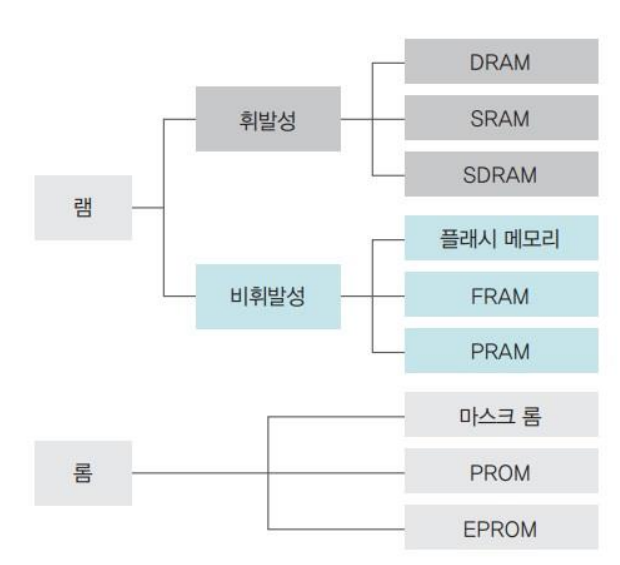 램
휘발성
DRAM
SRAM
SDRAM
비휘발성
플래시 메모리
FRAM
PRAM
롬
마스크 롬
PROM
EPROM